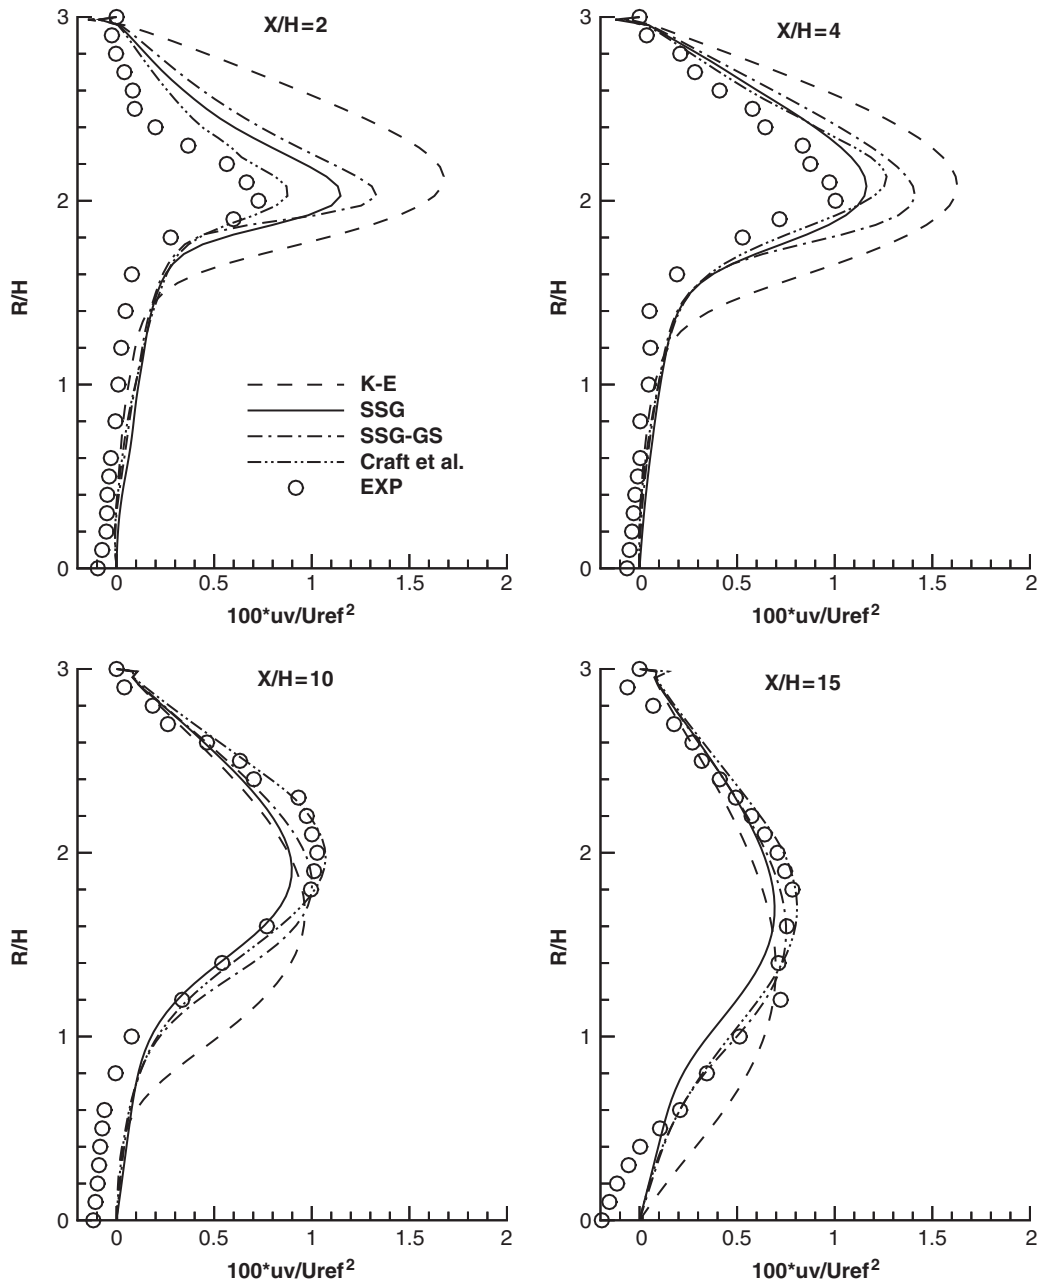 X/H=2
3
2
1
0
R/H
K-E
SSG
SSG-GS
Craft et al.
EXP
0
0.5
1
1.5
2
100*uv/Uref²
X/H=4
3
2
1
0
R/H
0
0.5
1
1.5
2
100*uv/Uref²
X/H=10
3
2
1
0
R/H
0
0.5
1
1.5
2
100*uv/Uref²
X/H=15
3
2
1
0
R/H
0
0.5
1
1.5
2
100*uv/Uref²